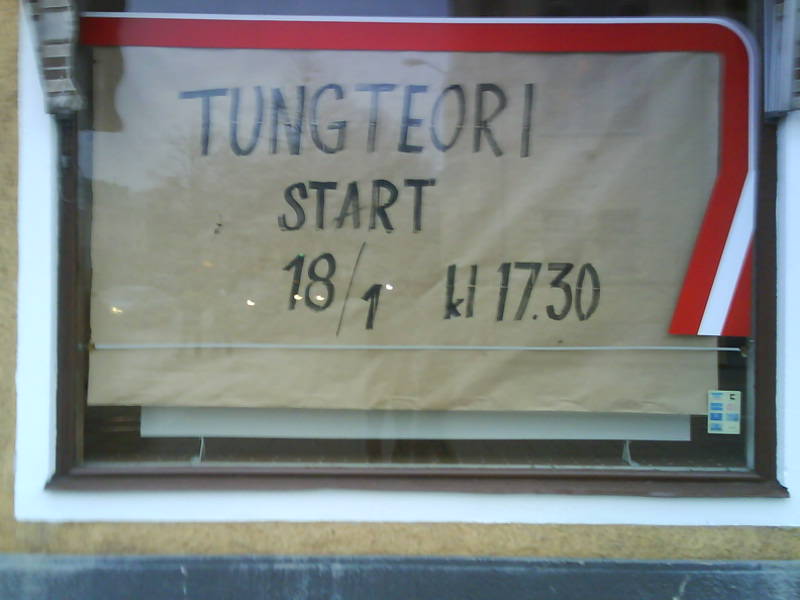 TUNGTEORI
START
18/1 kl 17.30